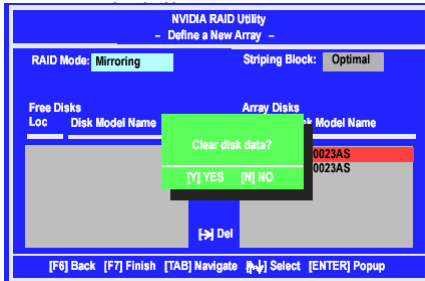 NVIDIA RAID Utility
– Define a New Array –
RAID Mode: Mirroring Striping Block: Optimal
Free Disks Array Disks
Loc Disk Model Name Model Name
Clear disk data?
0023AS
[Y] YES [N] NO 0023AS
[→] Del
[F6] Back [F7] Finish [TAB] Navigate [↑↓] Select [ENTER] Popup